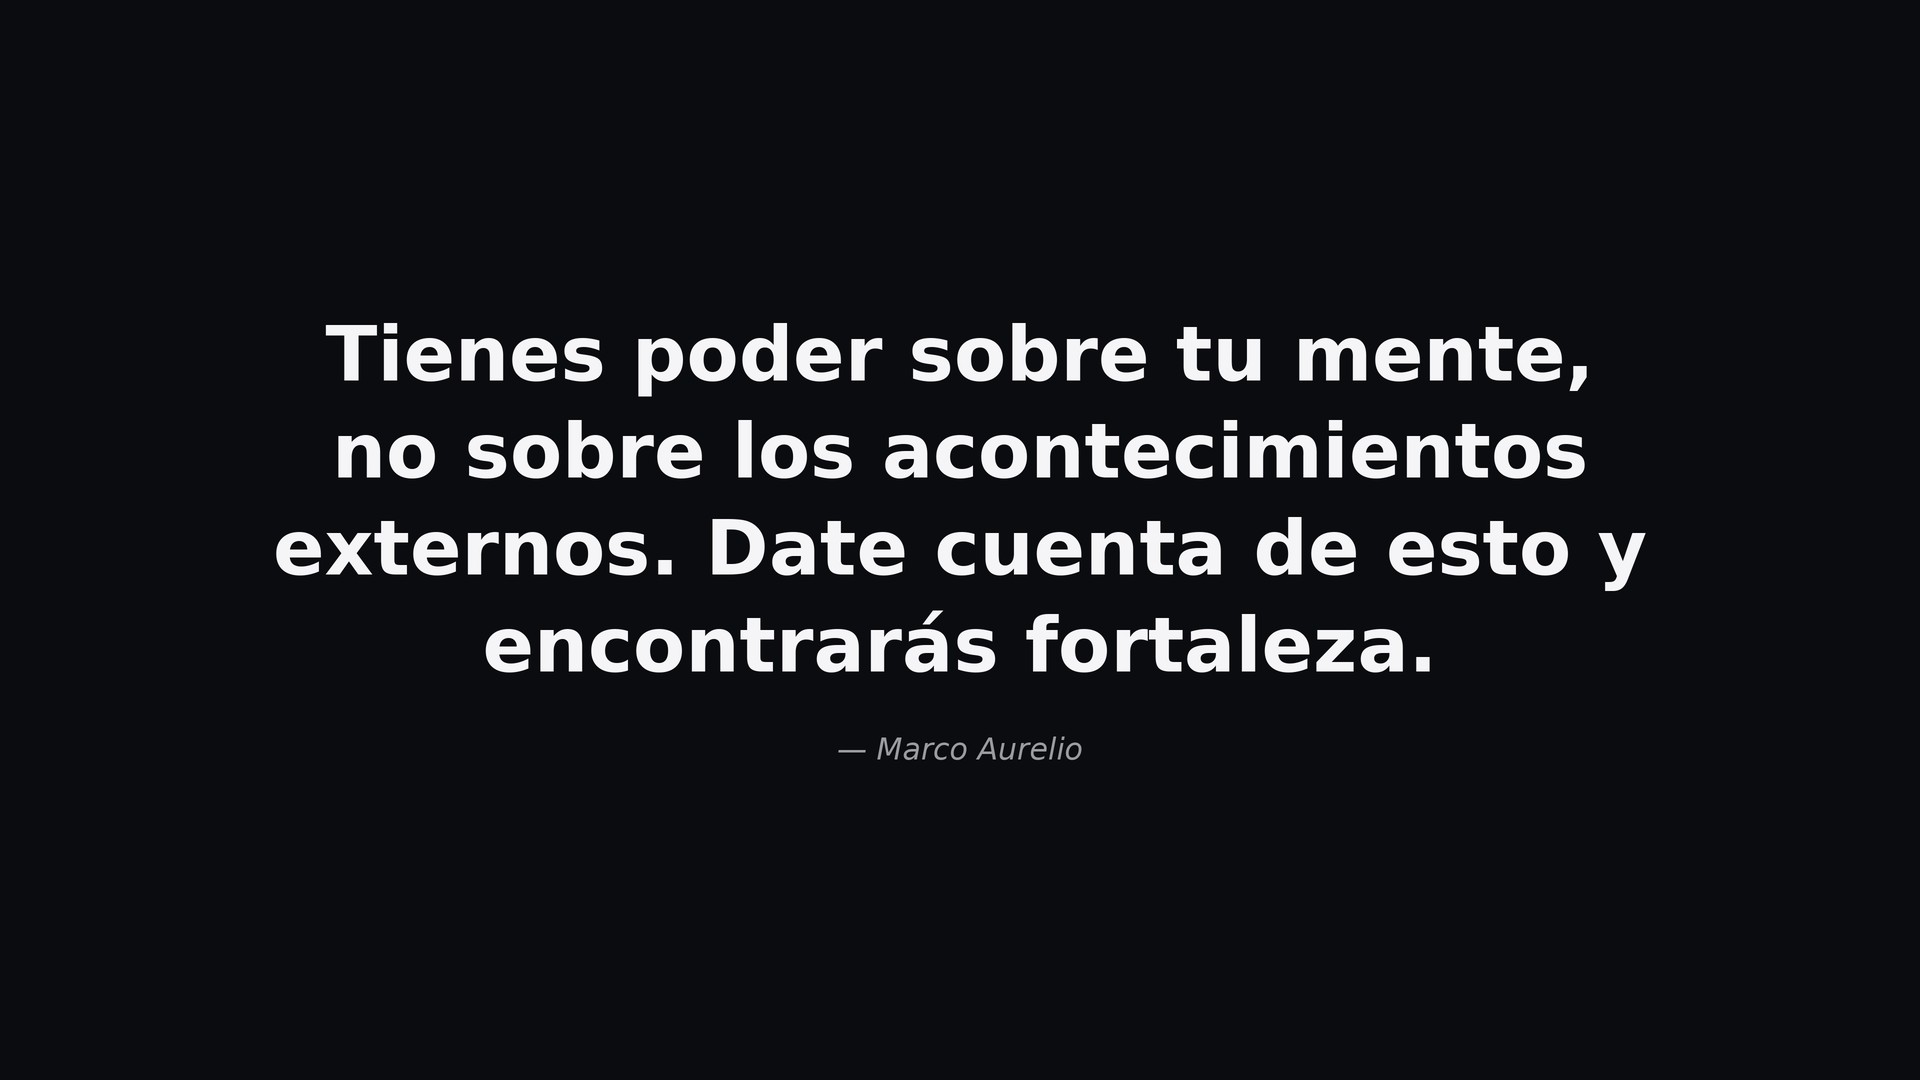 Tienes poder sobre tu mente,
no sobre los acontecimientos
externos. Date cuenta de esto y
encontrarás fortaleza.
— Marco Aurelio